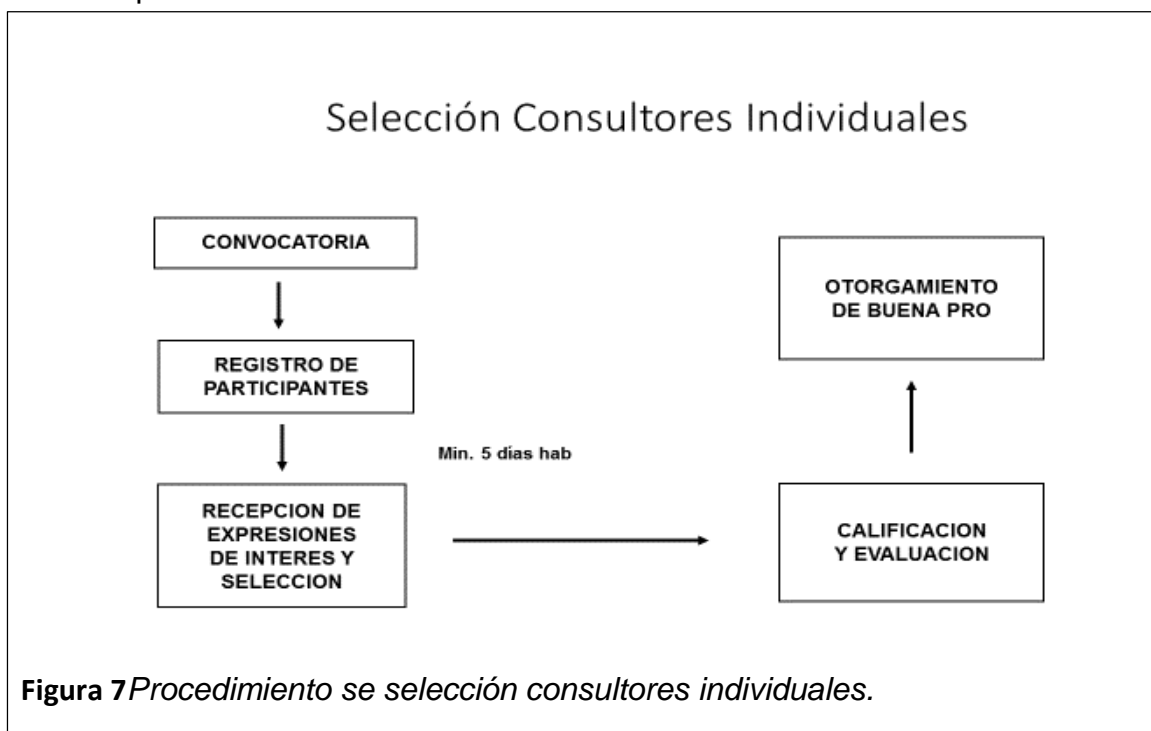 Selección Consultores Individuales
CONVOCATORIA
REGISTRO DE
PARTICIPANTES
Min. 5 días hab
RECEPCION DE
EXPRESIONES
DE INTERES Y
SELECCION
CALIFICACION
Y EVALUACION
OTORGAMIENTO
DE BUENA PRO
Figura 7Procedimiento se selección consultores individuales.